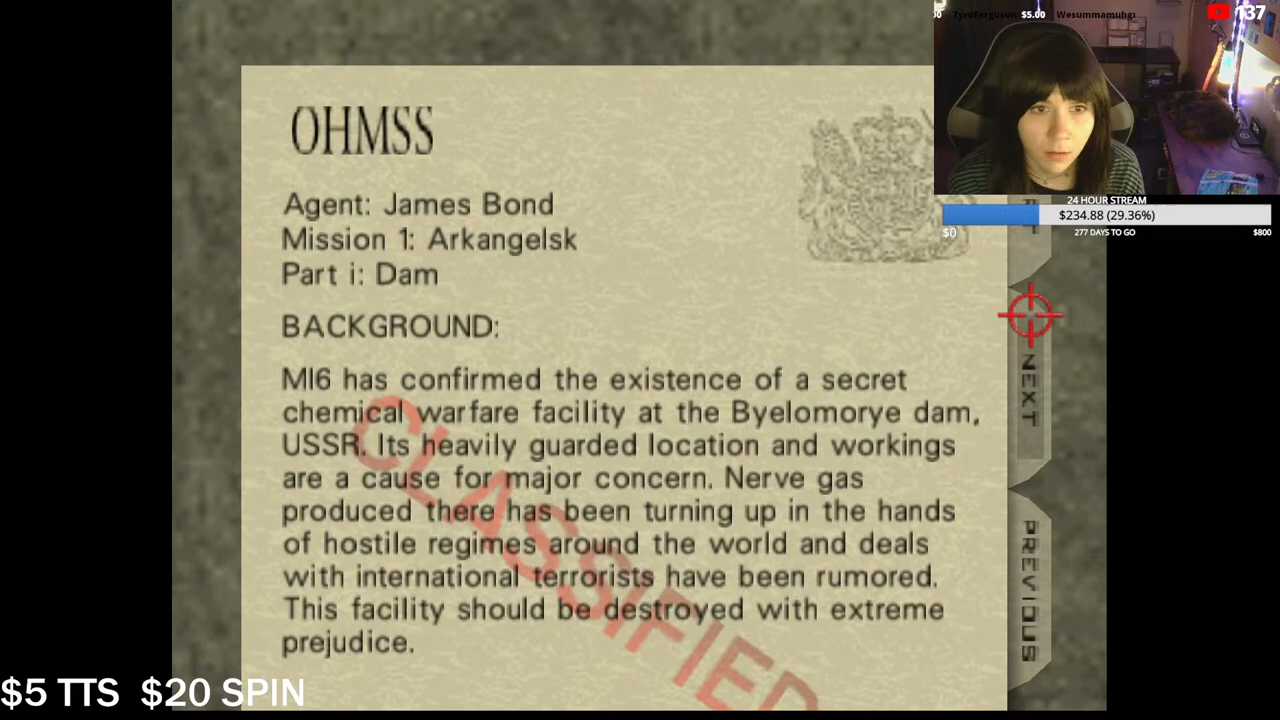 ZyrdFerguson $5.00 Wesummamuhgi
137
OHMSS
Agent: James Bond
Mission 1: Arkangelsk
Part i: Dam
BACKGROUND:
MI6 has confirmed the existence of a secret
chemical warfare facility at the Byelomorye dam,
USSR. Its heavily guarded location and workings
are a cause for major concern. Nerve gas
produced there has been turning up in the hands
of hostile regimes around the world and deals
with international terrorists have been rumored.
This facility should be destroyed with extreme
prejudice.
CLASSIFIED
24 HOUR STREAM
$234.88 (29.36%)
$0 277 DAYS TO GO $800
NEXT
PREVIOUS
$5 TTS $20 SPIN